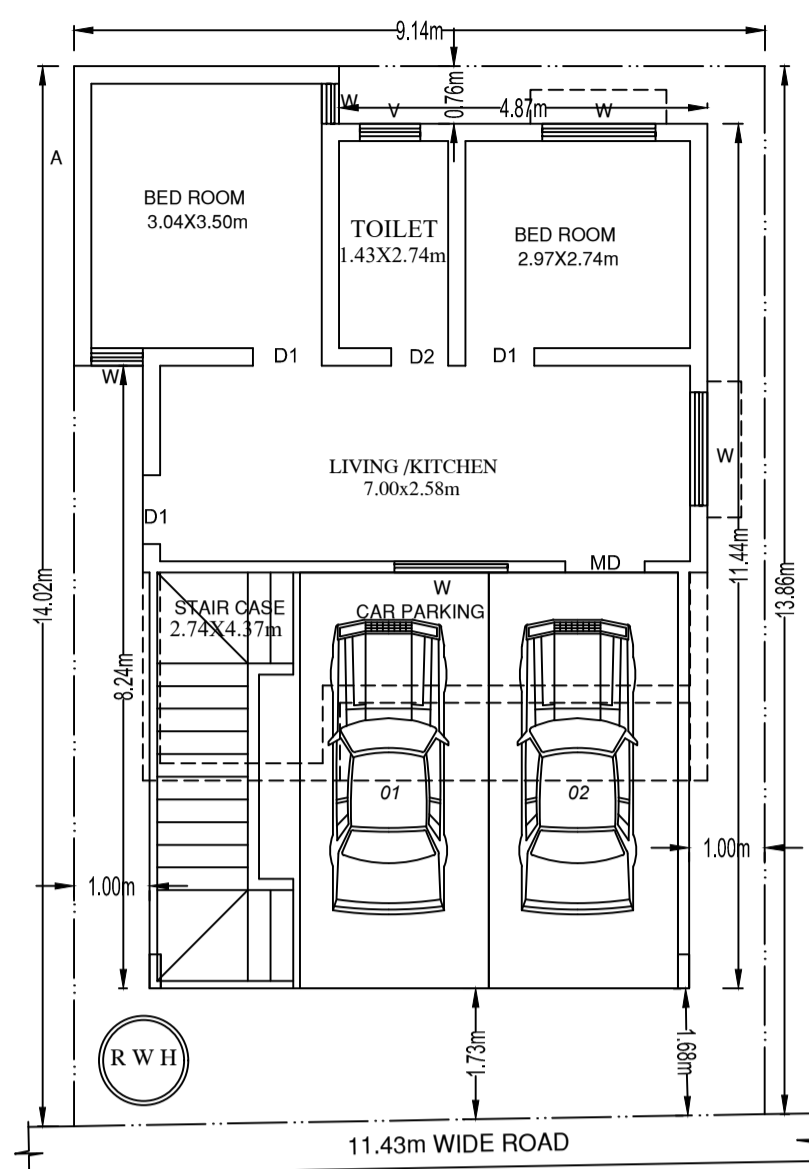 9.14m
0.76m
W
V
4.87m
W
A
BED ROOM
3.04X3.50m
TOILET
1.43X2.74m
BED ROOM
2.97X2.74m
D1
D2
D1
W
LIVING /KITCHEN
7.00x2.58m
W
D1
MD
11.44m
13.86m
14.02m
8.24m
STAIR CASE
2.74X4.37m
W
CAR PARKING
01
02
1.00m
1.00m
1.73m
1.68m
R W H
11.43m WIDE ROAD